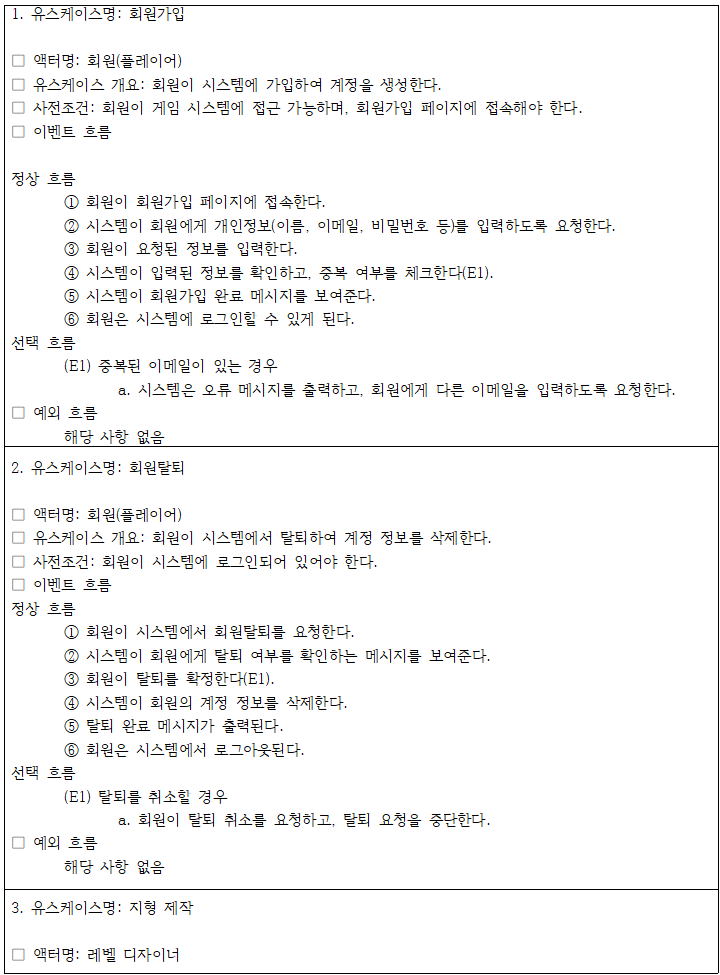 1. 유스케이스명: 회원가입
□ 액터명: 회원(플레이어)
□ 유스케이스 개요: 회원이 시스템에 가입하여 계정을 생성한다.
□ 사전조건: 회원이 게임 시스템에 접근 가능하며, 회원가입 페이지에 접속해야 한다.
□ 이벤트 흐름
정상 흐름
① 회원이 회원가입 페이지에 접속한다.
② 시스템이 회원에게 개인정보(이름, 이메일, 비밀번호 등)를 입력하도록 요청한다.
③ 회원이 요청된 정보를 입력한다.
④ 시스템이 입력된 정보를 확인하고, 중복 여부를 체크한다(E1).
⑤ 시스템이 회원가입 완료 메시지를 보여준다.
⑥ 회원은 시스템에 로그인할 수 있게 된다.
선택 흐름
(E1) 중복된 이메일이 있는 경우
a. 시스템은 오류 메시지를 출력하고, 회원에게 다른 이메일을 입력하도록 요청한다.
□ 예외 흐름
해당 사항 없음
2. 유스케이스명: 회원탈퇴
□ 액터명: 회원(플레이어)
□ 유스케이스 개요: 회원이 시스템에서 탈퇴하여 계정 정보를 삭제한다.
□ 사전조건: 회원이 시스템에 로그인되어 있어야 한다.
□ 이벤트 흐름
정상 흐름
① 회원이 시스템에서 회원탈퇴를 요청한다.
② 시스템이 회원에게 탈퇴 여부를 확인하는 메시지를 보여준다.
③ 회원이 탈퇴를 확정한다(E1).
④ 시스템이 회원의 계정 정보를 삭제한다.
⑤ 탈퇴 완료 메시지가 출력된다.
⑥ 회원은 시스템에서 로그아웃된다.
선택 흐름
(E1) 탈퇴를 취소할 경우
a. 회원이 탈퇴 취소를 요청하고, 탈퇴 요청을 중단한다.
□ 예외 흐름
해당 사항 없음
3. 유스케이스명: 지형 제작
□ 액터명: 레벨 디자이너